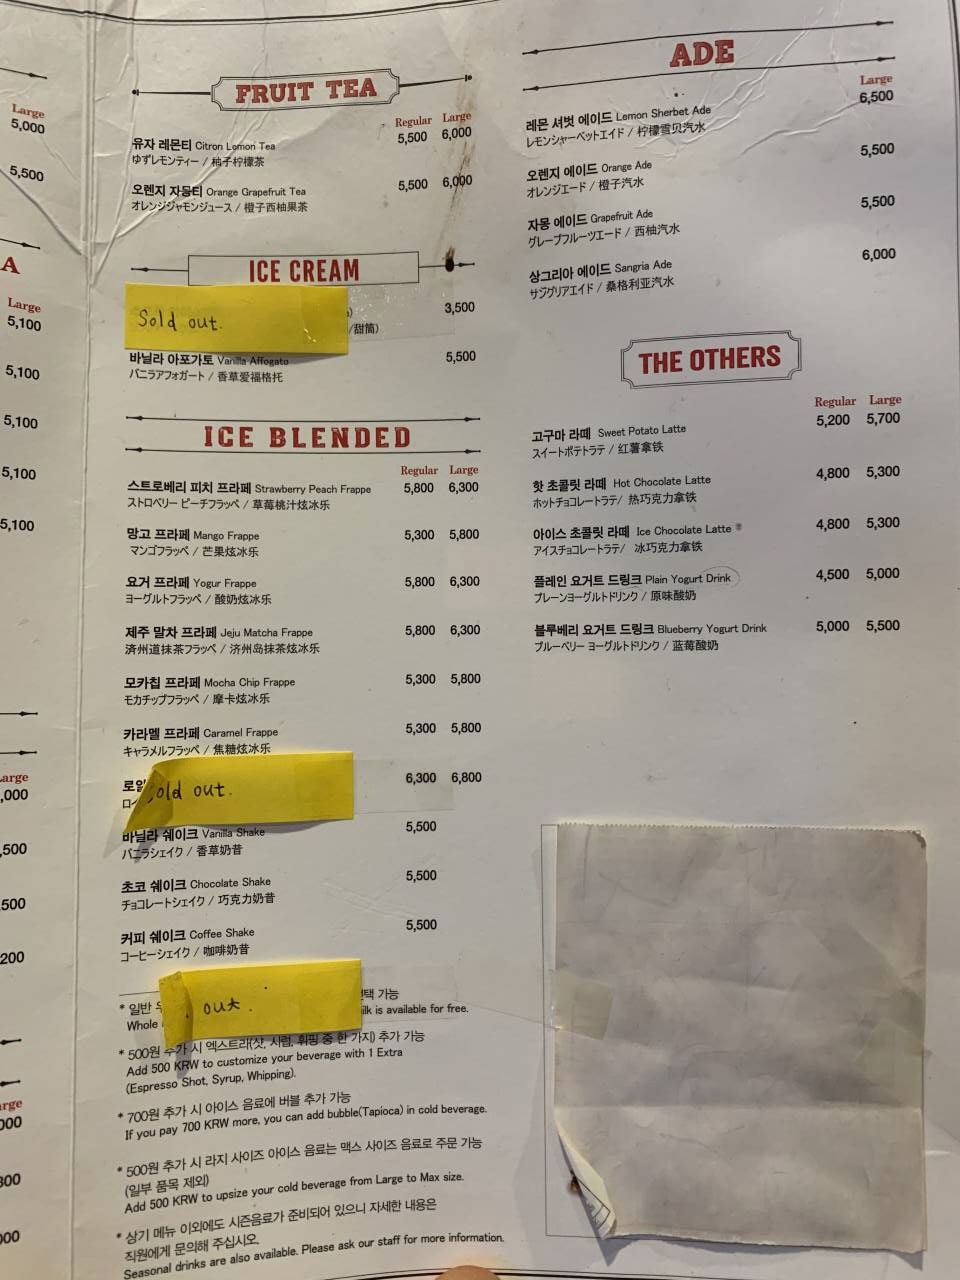 Large
5,000
5,500
A
Large
5,100
5,100
5,100
5,100
5,100
Large
,000
,500
,500
,200
Large
,000
,300
,000
FRUIT TEA
Regular Large
유자 레몬티 Citron Lemon Tea 5,500 6,000
ゆずレモンティー / 柚子柠檬茶
오렌지 자몽티 Orange Grapefruit Tea 5,500 6,000
オレンジジャモンジュース / 橙子西柚果茶
ICE CREAM
Sold out.
3,500
/甜筒)
바닐라 아포가토 Vanilla Affogato 5,500
バニラアフォガート / 香草爱福格托
ICE BLENDED
Regular Large
스트로베리 피치 프라페 Strawberry Peach Frappe 5,800 6,300
ストロベリー ピーチフラッペ / 草莓桃汁炫冰乐
망고 프라페 Mango Frappe 5,300 5,800
マンゴフラッペ / 芒果炫冰乐
요거 프라페 Yogur Frappe 5,800 6,300
ヨーグルトフラッペ / 酸奶炫冰乐
제주 말차 프라페 Jeju Matcha Frappe 5,800 6,300
済州道抹茶フラッペ / 济州岛抹茶炫冰乐
모카칩 프라페 Mocha Chip Frappe 5,300 5,800
モカチップフラッペ / 摩卡炫冰乐
카라멜 프라페 Caramel Frappe 5,300 5,800
キャラメルフラッペ / 焦糖炫冰乐
로얄 6,300 6,800
ロイ
Sold out.
바닐라 쉐이크 Vanilla Shake 5,500
バニラシェイク / 香草奶昔
초코 쉐이크 Chocolate Shake 5,500
チョコレートシェイク / 巧克力奶昔
커피 쉐이크 Coffee Shake 5,500
コーヒーシェイク / 咖啡奶昔
out.
* 일반 우 선택 가능
Whole milk is available for free.
* 500원 추가 시 엑스트라(샷, 시럽, 휘핑 중 한 가지) 추가 가능
Add 500 KRW to customize your beverage with 1 Extra
(Espresso Shot, Syrup, Whipping).
* 700원 추가 시 아이스 음료에 버블 추가 가능
If you pay 700 KRW more, you can add bubble(Tapioca) in cold beverage.
* 500원 추가 시 라지 사이즈 아이스 음료는 맥스 사이즈 음료로 주문 가능
(일부 품목 제외)
Add 500 KRW to upsize your cold beverage from Large to Max size.
* 상기 메뉴 이외에도 시즌음료가 준비되어 있으니 자세한 내용은
직원에게 문의해 주십시오.
Seasonal drinks are also available. Please ask our staff for more information.
ADE
Large
레몬 셔벗 에이드 Lemon Sherbet Ade 6,500
レモンシャーベットエイド / 柠檬雪贝汽水
오렌지 에이드 Orange Ade 5,500
オレンジエード / 橙子汽水
자몽 에이드 Grapefruit Ade 5,500
グレープフルーツエード / 西柚汽水
상그리아 에이드 Sangria Ade 6,000
サングリアエイド / 桑格利亚汽水
THE OTHERS
Regular Large
고구마 라떼 Sweet Potato Latte 5,200 5,700
スイートポテトラテ / 红薯拿铁
핫 초콜릿 라떼 Hot Chocolate Latte 4,800 5,300
ホットチョコレートラテ/ 热巧克力拿铁
아이스 초콜릿 라떼 Ice Chocolate Latte 4,800 5,300
アイスチョコレートラテ/ 冰巧克力拿铁
플레인 요거트 드링크 Plain Yogurt Drink 4,500 5,000
プレーンヨーグルトドリンク / 原味酸奶
블루베리 요거트 드링크 Blueberry Yogurt Drink 5,000 5,500
ブルーベリー ヨーグルトドリンク / 蓝莓酸奶